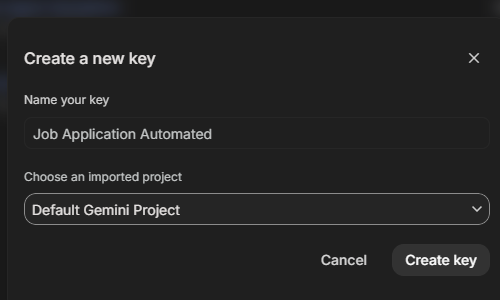 Create a new key
Name your key
Job Application Automated
Choose an imported project
Default Gemini Project
Cancel
Create key